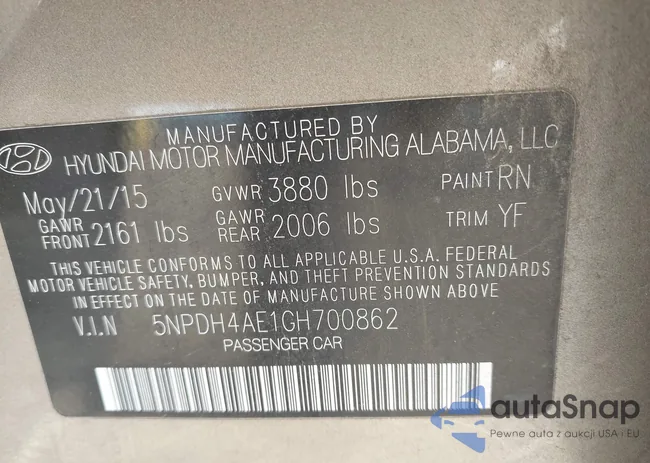 MANUFACTURED BY
HYUNDAI MOTOR MANUFACTURING ALABAMA, LLC
May/21/15 GVWR 3880 lbs PAINT RN
GAWR FRONT 2161 lbs GAWR REAR 2006 lbs TRIM YF
THIS VEHICLE CONFORMS TO ALL APPLICABLE U.S.A. FEDERAL
MOTOR VEHICLE SAFETY, BUMPER, AND THEFT PREVENTION STANDARDS
IN EFFECT ON THE DATE OF MANUFACTURE SHOWN ABOVE.
V.I.N 5NPDH4AE1GH700862
PASSENGER CAR
autaSnap
Pewne auta z aukcji USA i EU